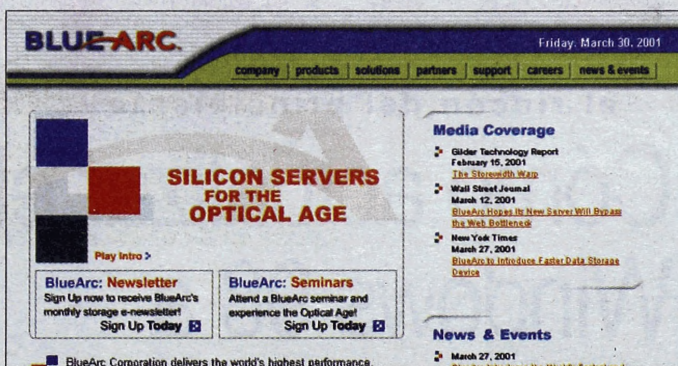 BLUE ARC.
Friday, March 30, 2001
company | products | solutions | partners | support | careers | news & events
SILICON SERVERS
FOR THE
OPTICAL AGE
Play Intro >
BlueArc: Newsletter
Sign Up now to receive BlueArc's
monthly storage e-newsletter!
Sign Up Today
BlueArc: Seminars
Attend a BlueArc seminar and
experience the Optical Age!
Sign Up Today
BlueArc Corporation delivers the world's highest performance,
Media Coverage
Gilder Technology Report
February 15, 2001
The Storewidth Warp
Wall Street Journal
March 12, 2001
BlueArc Hopes Its New Server Will Bypass
the Web Bottleneck
New York Times
March 27, 2001
BlueArc to Introduce Faster Data Storage
Device
News & Events
March 27, 2001